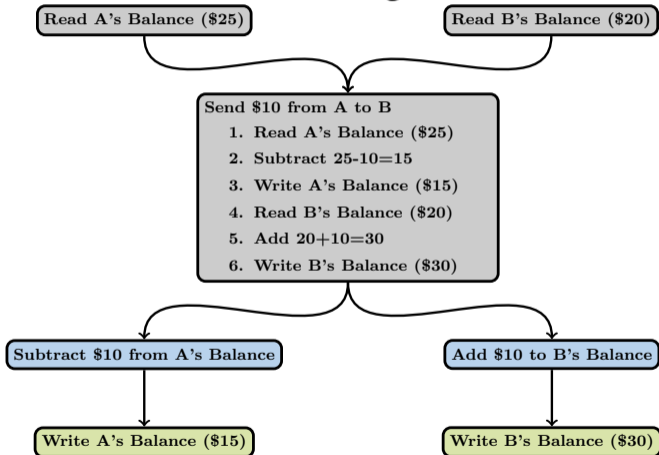 Read A's Balance ($25)
Read B's Balance ($20)
Send $10 from A to B
1. Read A's Balance ($25)
2. Subtract 25-10=15
3. Write A's Balance ($15)
4. Read B's Balance ($20)
5. Add 20+10=30
6. Write B's Balance ($30)
Subtract $10 from A's Balance
Add $10 to B's Balance
Write A's Balance ($15)
Write B's Balance ($30)